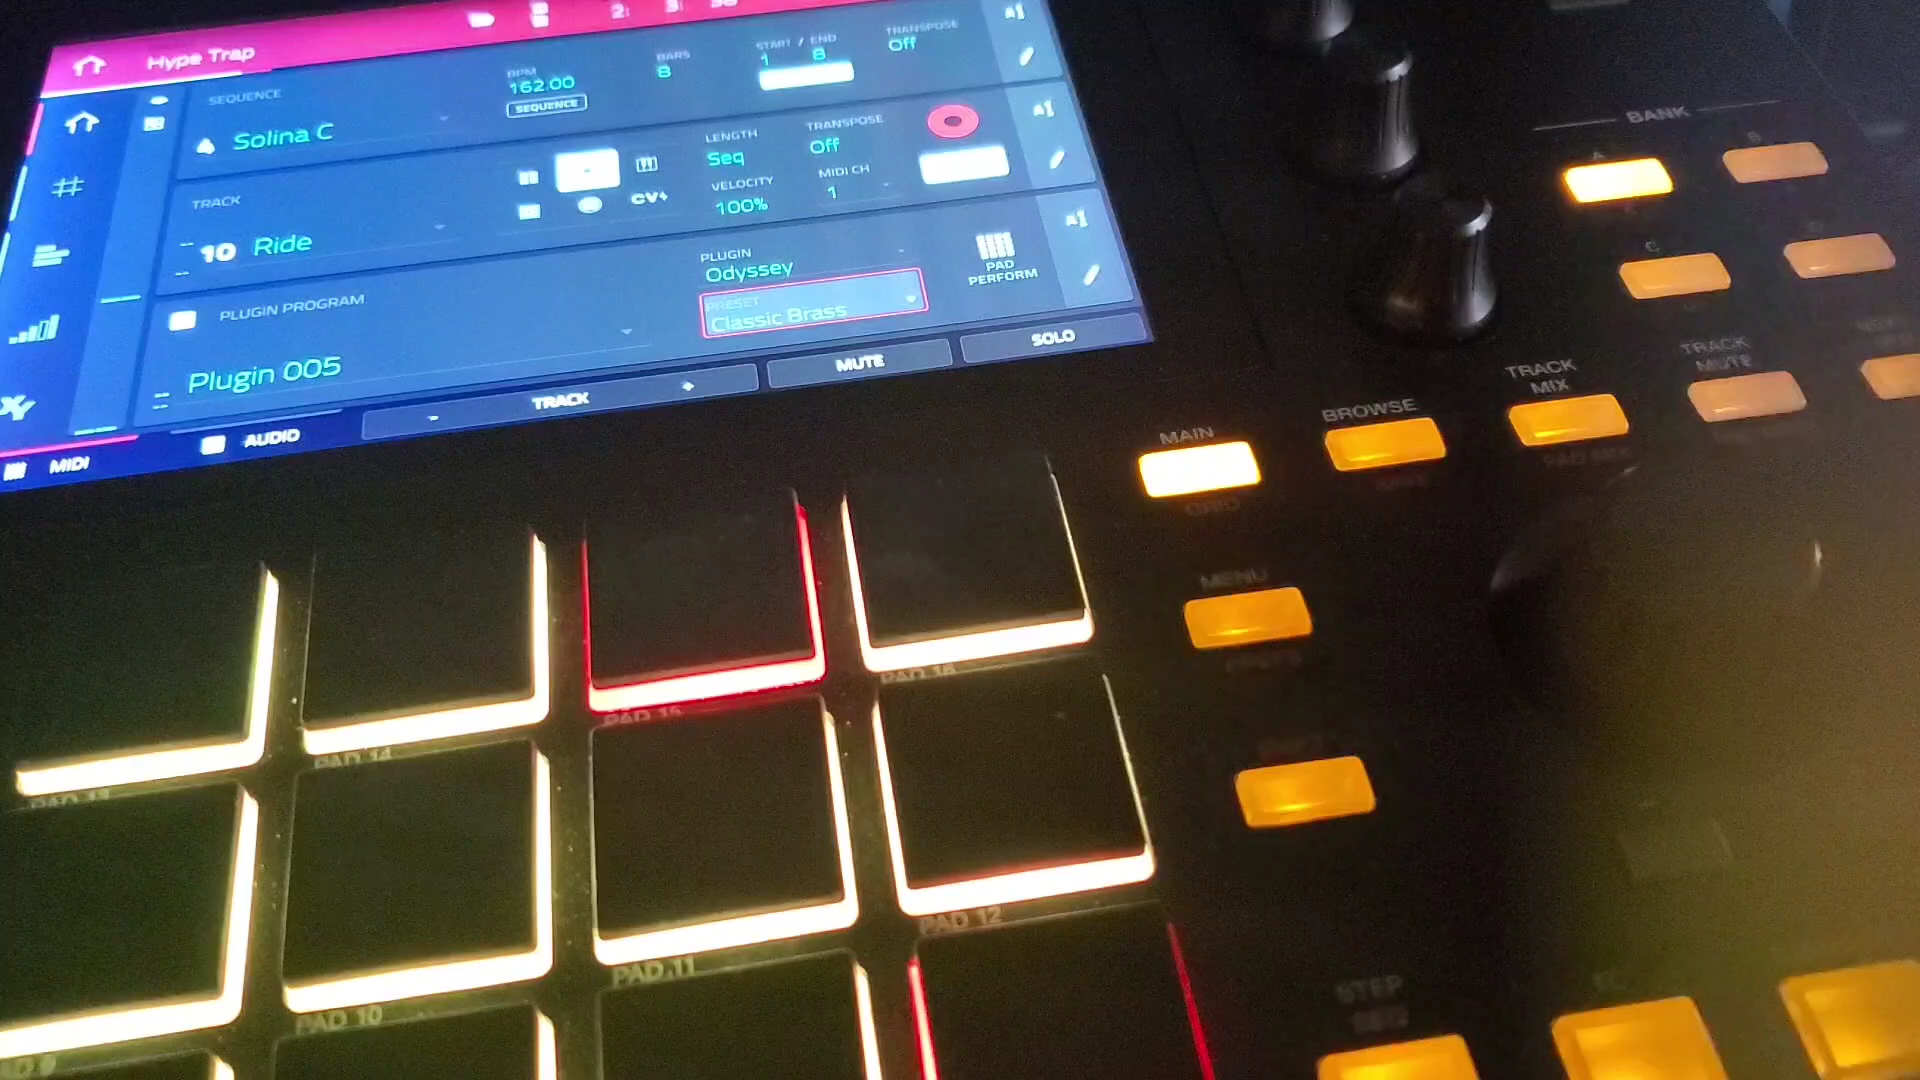 Hype Trap
SEQUENCE
Solina C
BPM
162.00
SEQUENCE
BARS
8
START / END
1 8
TRANSPOSE
Off
TRACK
10 Ride
CV+
LENGTH
Seq
TRANSPOSE
Off
VELOCITY
100%
MIDI CH
1
PLUGIN PROGRAM
Plugin 005
PLUGIN
Odyssey
PRESET
Classic Brass
PAD
PERFORM
XY
MIDI
AUDIO
- TRACK +
MUTE
SOLO
BANK
A
B
C
MAIN
BROWSE
TRACK
MIX
TRACK
MUTE
MENU
PAD 13
PAD 14
PAD 15
PAD 16
PAD 10
PAD 11
PAD 12
STEP